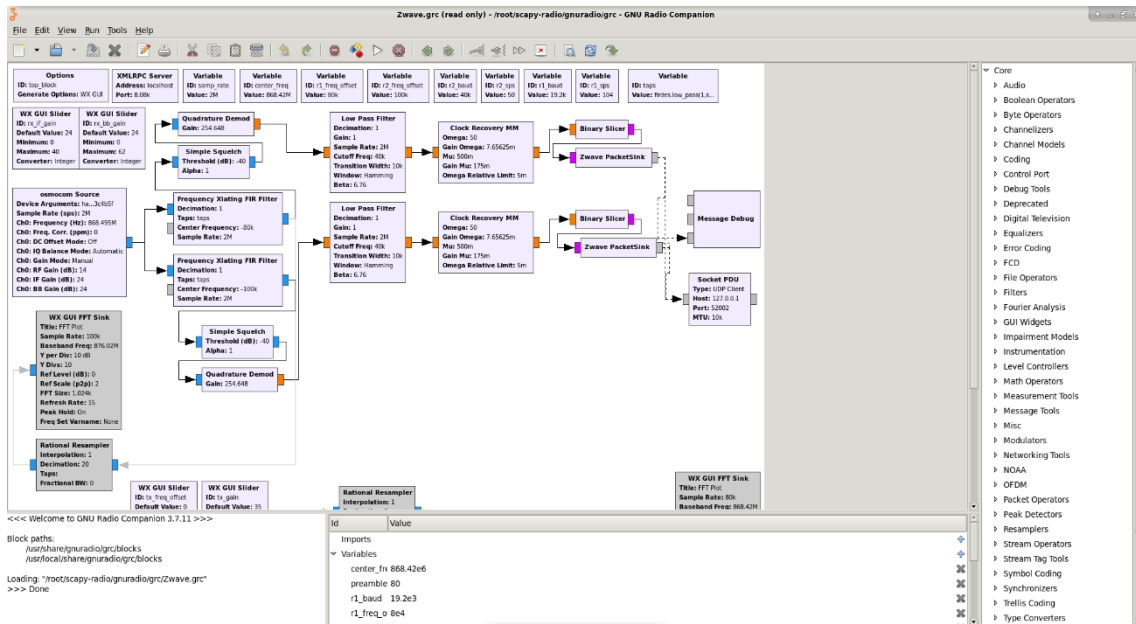 Zwave.grc (read only) - /root/scapy-radio/gnuradio/grc - GNU Radio Companion
File Edit View Run Tools Help
Options
ID: top_block
Generate Options: WX GUI
XMLRPC Server
Address: localhost
Port: 8.08k
Variable
ID: samp_rate
Value: 2M
Variable
ID: center_freq
Value: 868.42M
Variable
ID: r1_freq_offset
Value: 80k
Variable
ID: r2_freq_offset
Value: 100k
Variable
ID: r2_baud
Value: 40k
Variable
ID: r2_sps
Value: 50
Variable
ID: r1_baud
Value: 19.2k
Variable
ID: r1_sps
Value: 104
Variable
ID: taps
Value: firdes.low_pass(1,s...
WX GUI Slider
ID: rx_if_gain
Default Value: 24
Minimum: 0
Maximum: 40
Converter: Integer
WX GUI Slider
ID: rx_bb_gain
Default Value: 24
Minimum: 0
Maximum: 62
Converter: Integer
Quadrature Demod
Gain: 254.648
Simple Squelch
Threshold (dB): -40
Alpha: 1
Low Pass Filter
Decimation: 1
Gain: 1
Sample Rate: 2M
Cutoff Freq: 40k
Transition Width: 10k
Window: Hamming
Beta: 6.76
Clock Recovery MM
Omega: 50
Gain Omega: 7.65625m
Mu: 500m
Gain Mu: 175m
Omega Relative Limit: 5m
Binary Slicer
Zwave PacketSink
osmocom Source
Device Arguments: ha...3c4b5f
Sample Rate (sps): 2M
Ch0: Frequency (Hz): 868.495M
Ch0: Freq. Corr. (ppm): 0
Ch0: DC Offset Mode: Off
Ch0: IQ Balance Mode: Automatic
Ch0: Gain Mode: Manual
Ch0: RF Gain (dB): 14
Ch0: IF Gain (dB): 24
Ch0: BB Gain (dB): 24
Frequency Xlating FIR Filter
Decimation: 1
Taps: taps
Center Frequency: -80k
Sample Rate: 2M
Frequency Xlating FIR Filter
Decimation: 1
Taps: taps
Center Frequency: -100k
Sample Rate: 2M
Low Pass Filter
Decimation: 1
Gain: 1
Sample Rate: 2M
Cutoff Freq: 40k
Transition Width: 10k
Window: Hamming
Beta: 6.76
Clock Recovery MM
Omega: 50
Gain Omega: 7.65625m
Mu: 500m
Gain Mu: 175m
Omega Relative Limit: 5m
Binary Slicer
Zwave PacketSink
Message Debug
Socket PDU
Type: UDP Client
Host: 127.0.0.1
Port: 52002
MTU: 10k
WX GUI FFT Sink
Title: FFT Plot
Sample Rate: 100k
Baseband Freq: 876.02M
Y per Div: 10 dB
Y Divs: 10
Ref Level (dB): 0
Ref Scale (p2p): 2
FFT Size: 1.024k
Refresh Rate: 15
Peak Hold: On
Freq Set Varname: None
Simple Squelch
Threshold (dB): -40
Alpha: 1
Quadrature Demod
Gain: 254.648
Rational Resampler
Interpolation: 1
Decimation: 20
Taps:
Fractional BW: 0
WX GUI Slider
ID: tx_freq_offset
Default Value: 0
WX GUI Slider
ID: tx_gain
Default Value: 35
Rational Resampler
Interpolation: 1
WX GUI FFT Sink
Title: FFT Plot
Sample Rate: 80k
Baseband Freq: 868.42M
Core
Audio
Boolean Operators
Byte Operators
Channelizers
Channel Models
Coding
Control Port
Debug Tools
Deprecated
Digital Television
Equalizers
Error Coding
FCD
File Operators
Filters
Fourier Analysis
GUI Widgets
Impairment Models
Instrumentation
Level Controllers
Math Operators
Measurement Tools
Message Tools
Misc
Modulators
Networking Tools
NOAA
OFDM
Packet Operators
Peak Detectors
Resamplers
Stream Operators
Stream Tag Tools
Symbol Coding
Synchronizers
Trellis Coding
Type Converters
<<< Welcome to GNU Radio Companion 3.7.11 >>>
Block paths:
/usr/share/gnuradio/grc/blocks
/usr/local/share/gnuradio/grc/blocks
Loading: "/root/scapy-radio/gnuradio/grc/Zwave.grc"
>>> Done
Id Value
Imports
Variables
center_fr 868.42e6
preamble 80
r1_baud 19.2e3
r1_freq_o 8e4